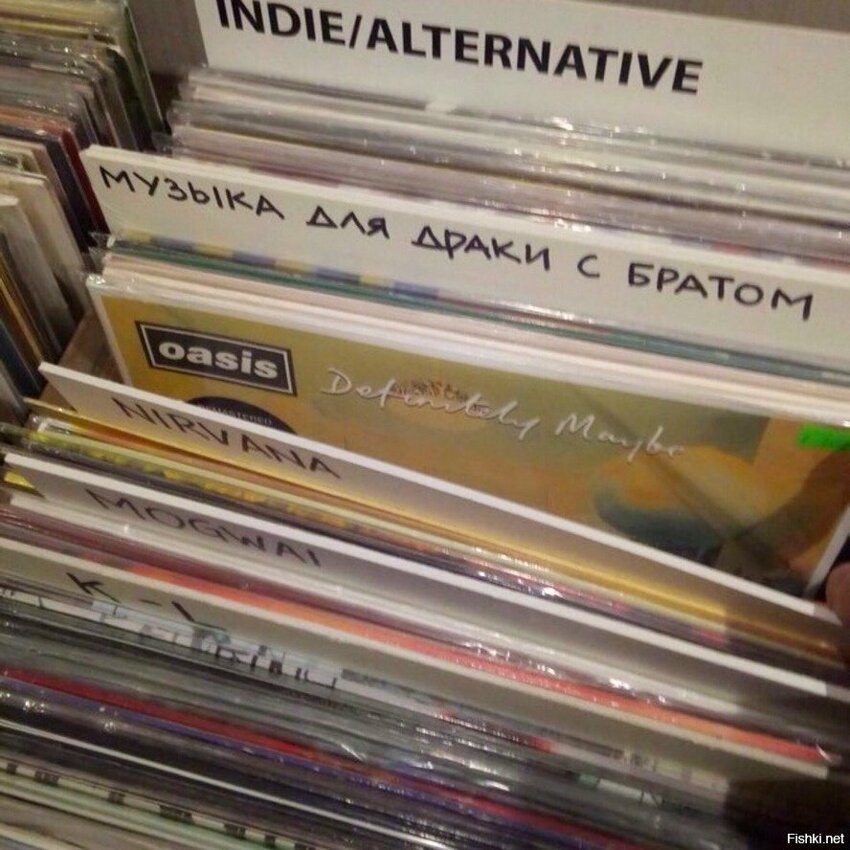 INDIE/ALTERNATIVE
МУЗЫКА ДЛЯ ДРАКИ С БРАТОМ
oasis
Definitely Maybe
NIRVANA
MOGWAI
K - L
Fishki.net